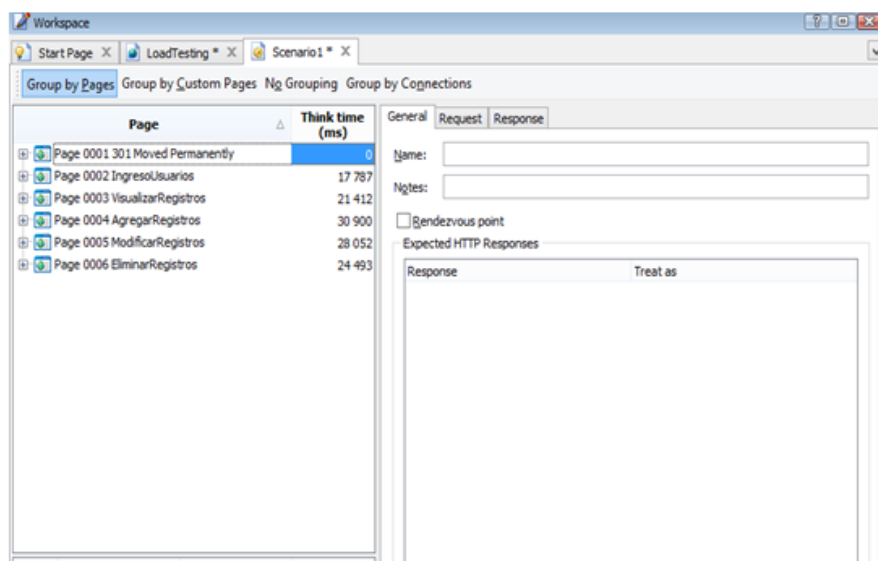 Workspace
Start Page X LoadTesting * X Scenario1 * X
Group by Pages Group by Custom Pages No Grouping Group by Connections
Page Think time (ms)
Page 0001 301 Moved Permanently 0
Page 0002 IngresoUsuarios 17 787
Page 0003 VisualizarRegistros 21 412
Page 0004 AgregarRegistros 30 900
Page 0005 ModificarRegistros 28 052
Page 0006 EliminarRegistros 24 493
General Request Response
Name:
Notes:
Rendezvous point
Expected HTTP Responses
Response Treat as